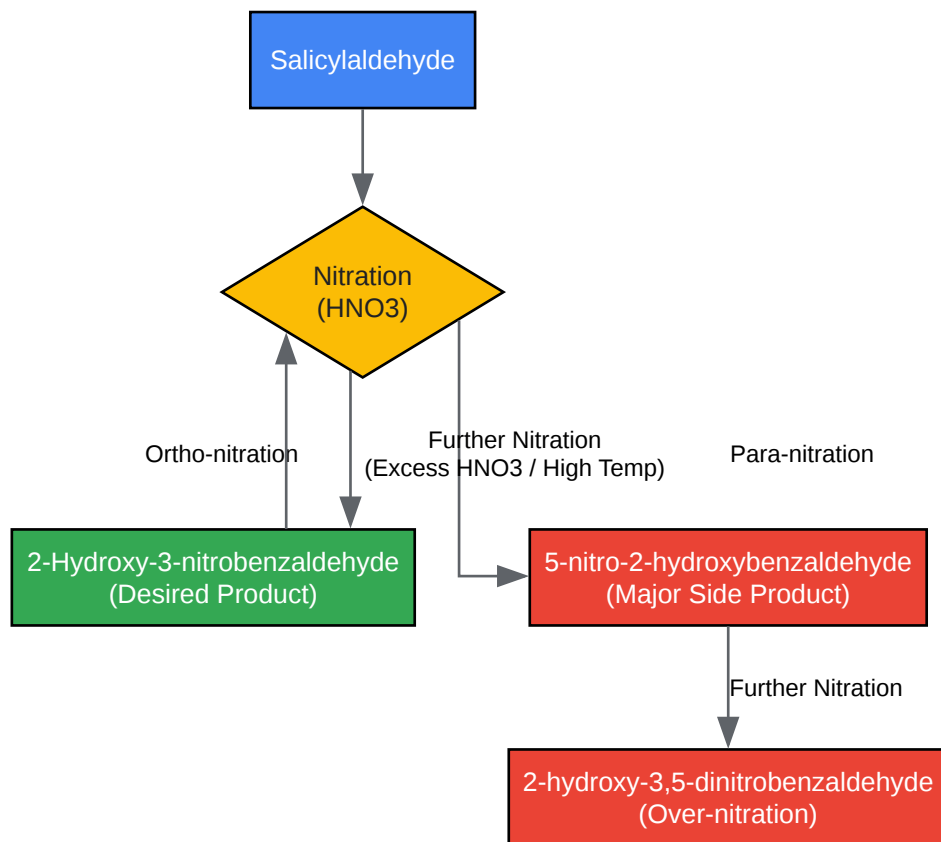 Salicylaldehyde
Nitration
(HNO3)
Ortho-nitration
Further Nitration
(Excess HNO3 / High Temp)
Para-nitration
2-Hydroxy-3-nitrobenzaldehyde
(Desired Product)
5-nitro-2-hydroxybenzaldehyde
(Major Side Product)
Further Nitration
2-hydroxy-3,5-dinitrobenzaldehyde
(Over-nitration)